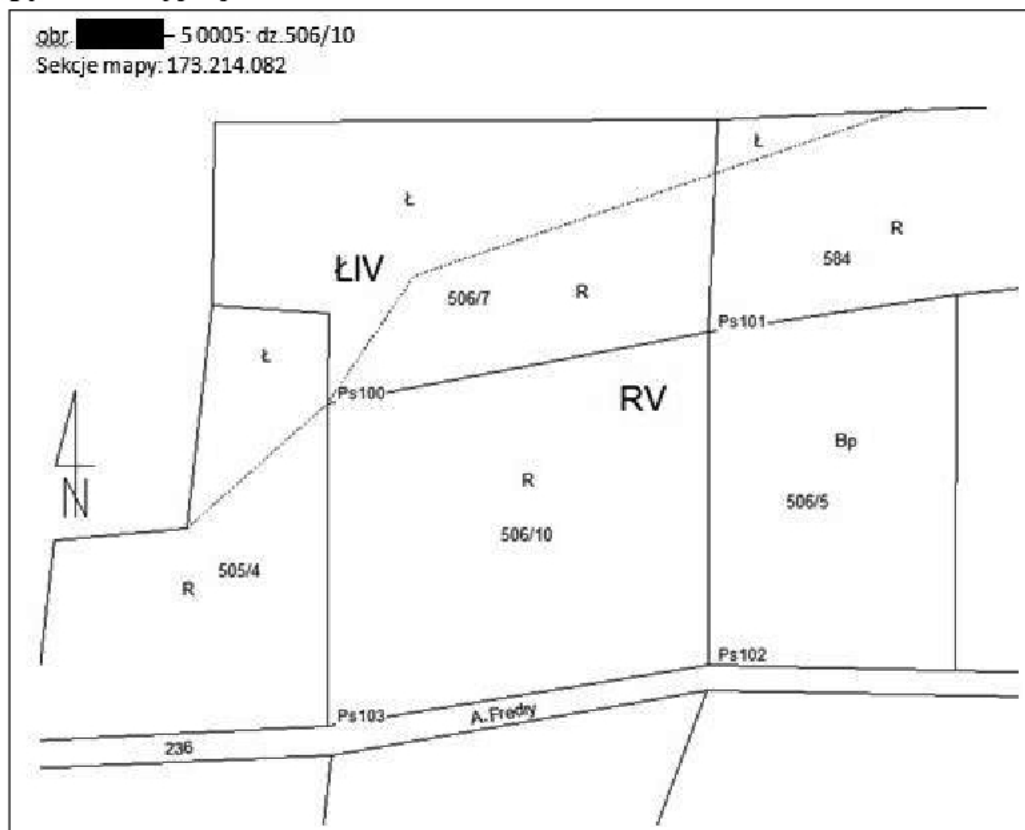 obr. – 5 0005: dz.506/10
Sekcje mapy: 173.214.082
Ł
Ł
R
584
ŁIV
506/7
R
Ps101
Ł
Ps100
RV
Bp
R
506/5
506/10
N
505/4
R
Ps102
Ps103
A.Fredry
236